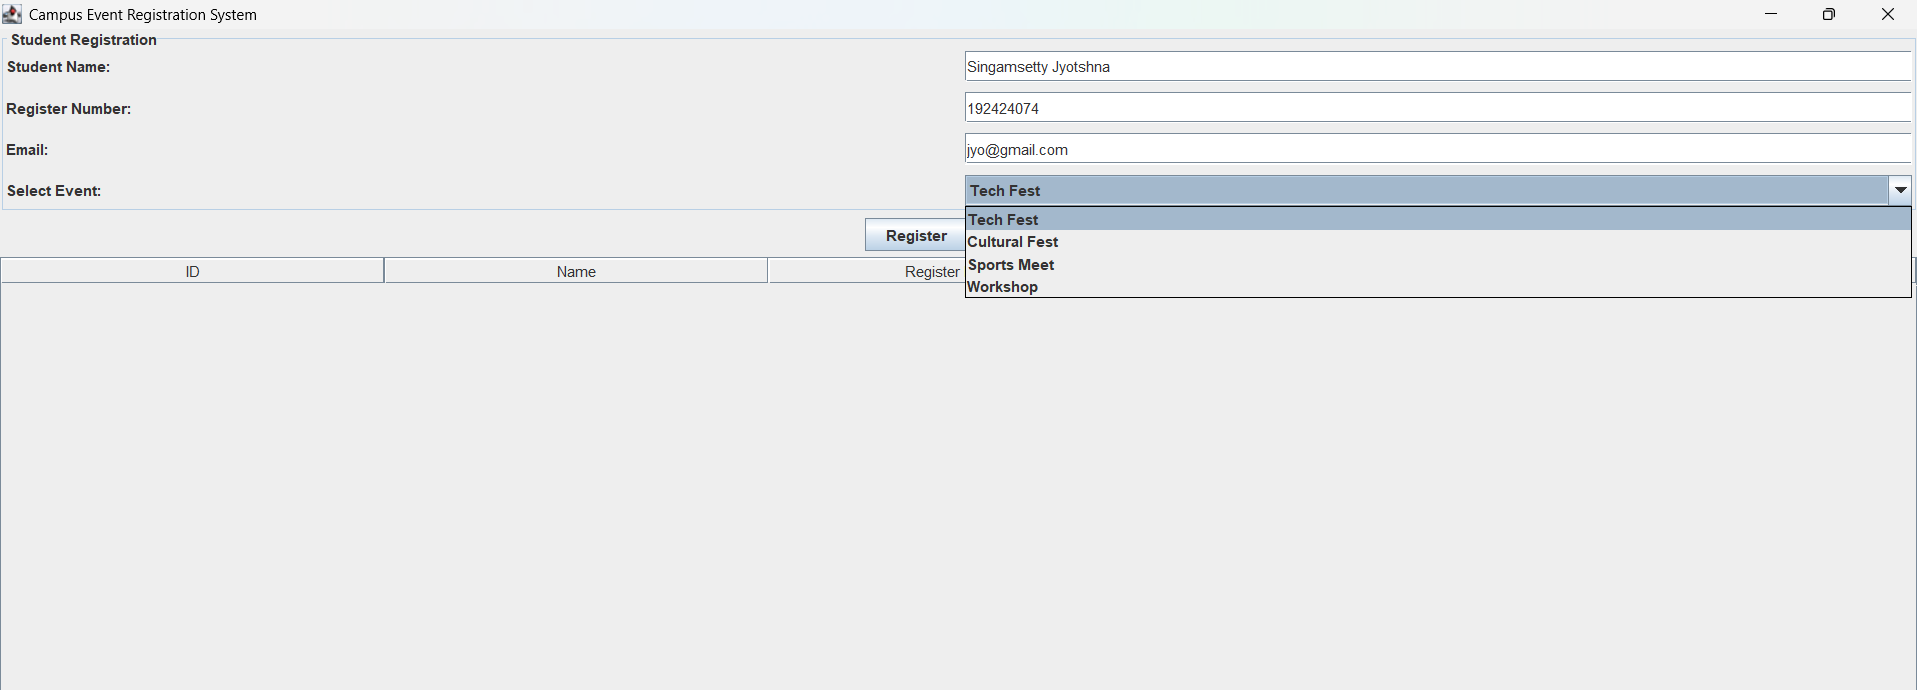 Campus Event Registration System
Student Registration
Student Name: Singamsetty Jyotshna
Register Number: 192424074
Email: jyo@gmail.com
Select Event: Tech Fest
Tech Fest
Register
Cultural Fest
Sports Meet
ID Name Register
Workshop